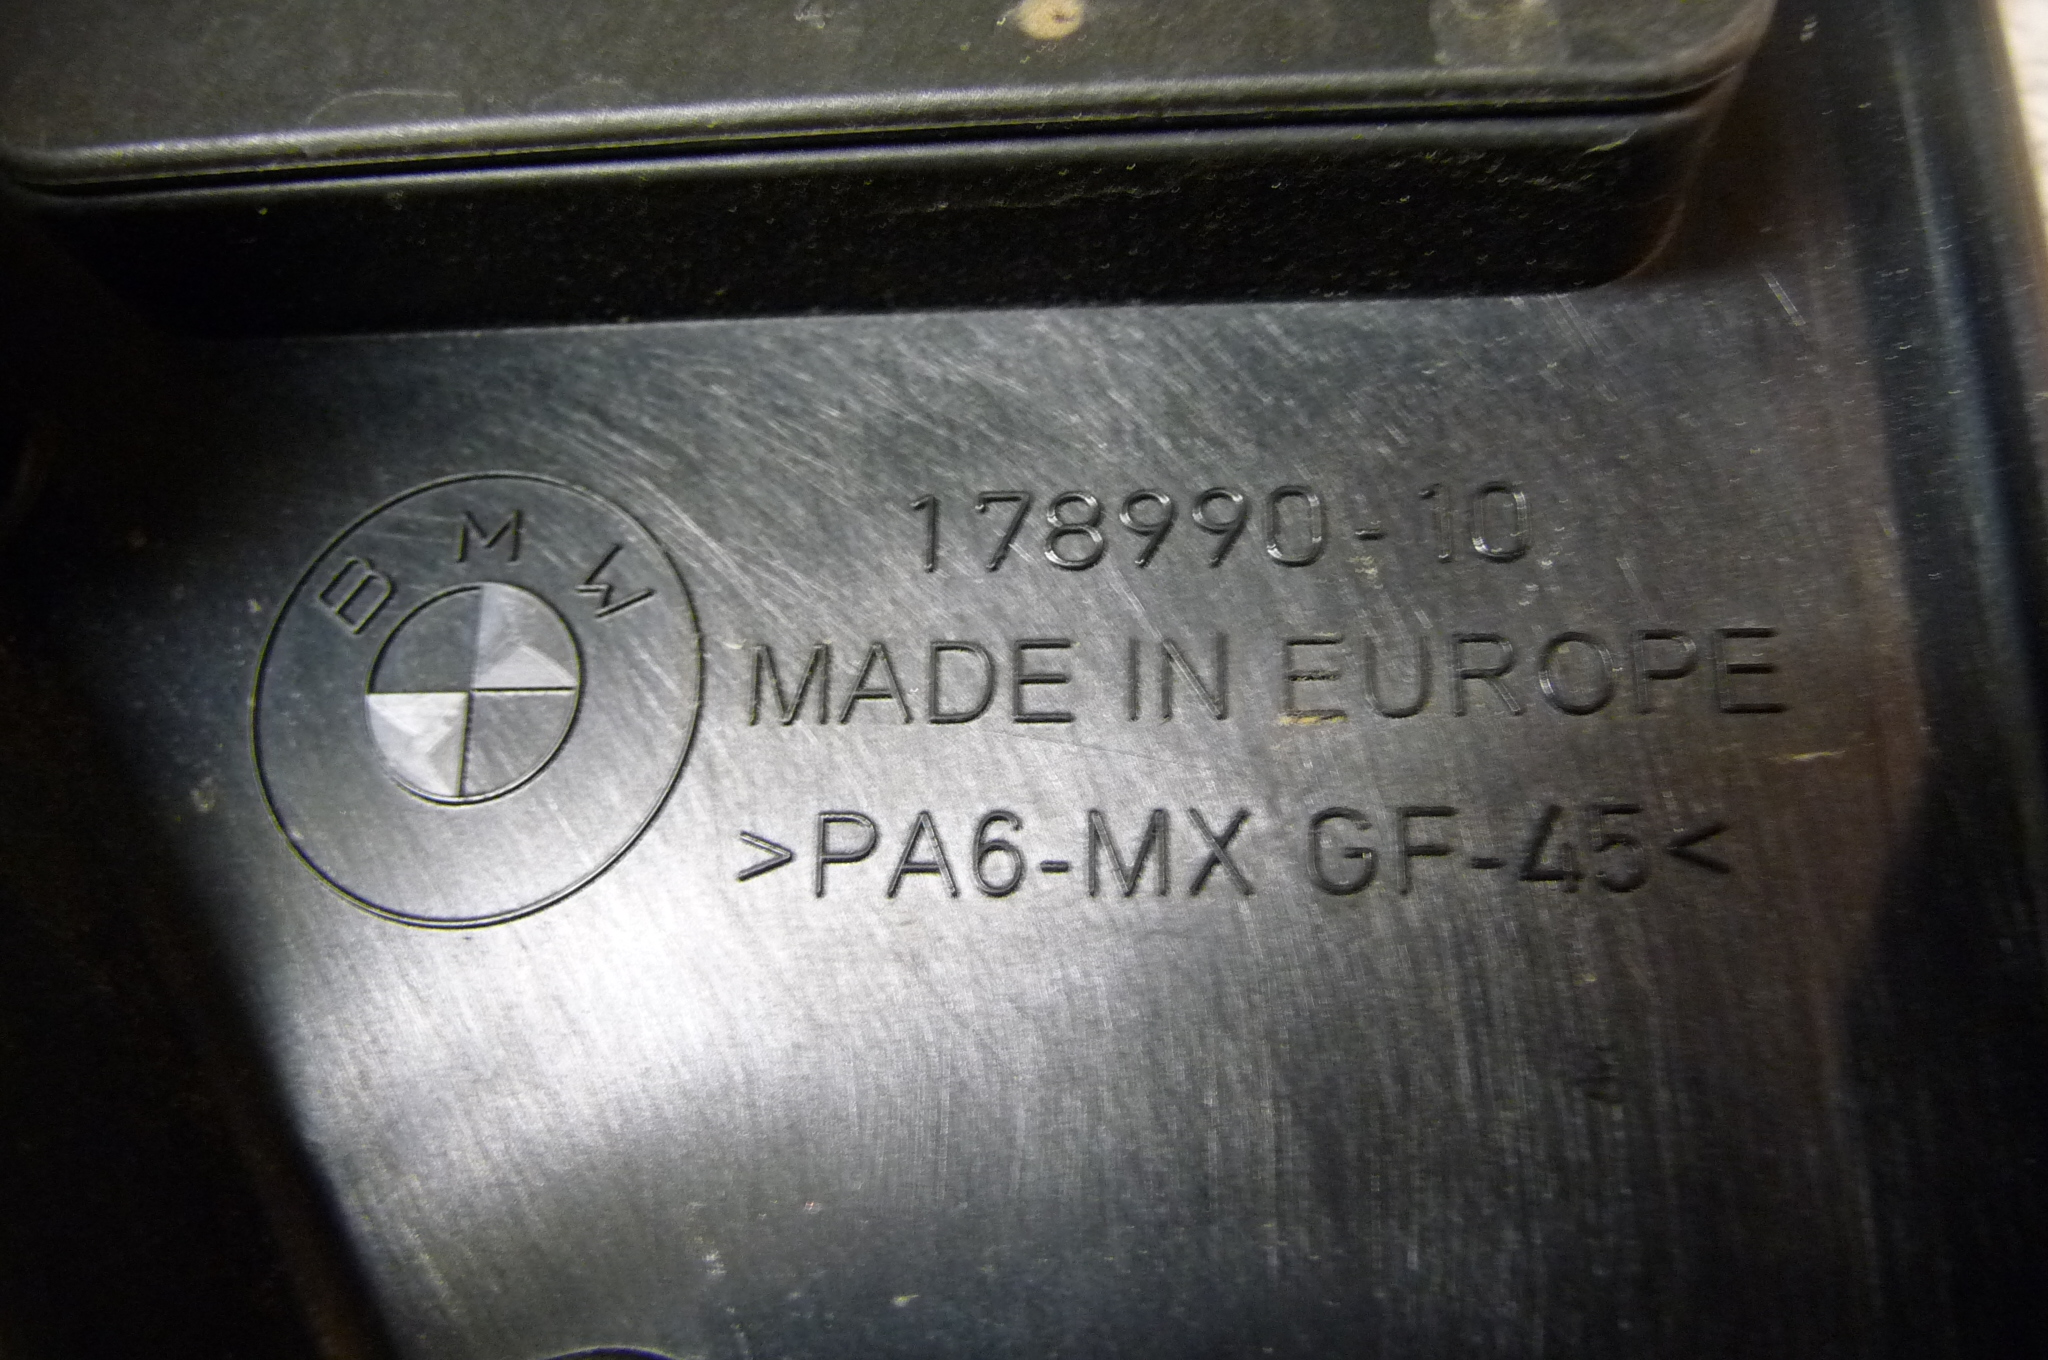 BMW
178990-10
MADE IN EUROPE
>PA6-MX GF-45<